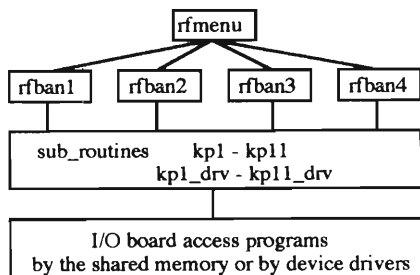 rfmenu
rfban1 rfban2 rfban3 rfban4
sub_routines kp1 - kp11
kp1_drv - kp11_drv
I/O board access programs
by the shared memory or by device drivers